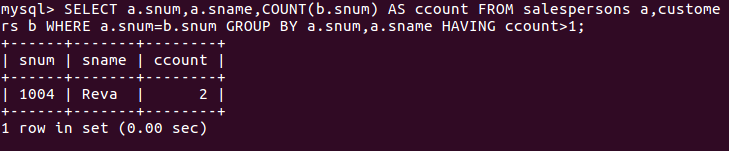 mysql> SELECT a.snum,a.sname,COUNT(b.snum) AS ccount FROM salespersons a,custome
rs b WHERE a.snum=b.snum GROUP BY a.snum,a.sname HAVING ccount>1;
+------+-------+--------+
| snum | sname | ccount |
+------+-------+--------+
| 1004 | Reva  |      2 |
+------+-------+--------+
1 row in set (0.00 sec)